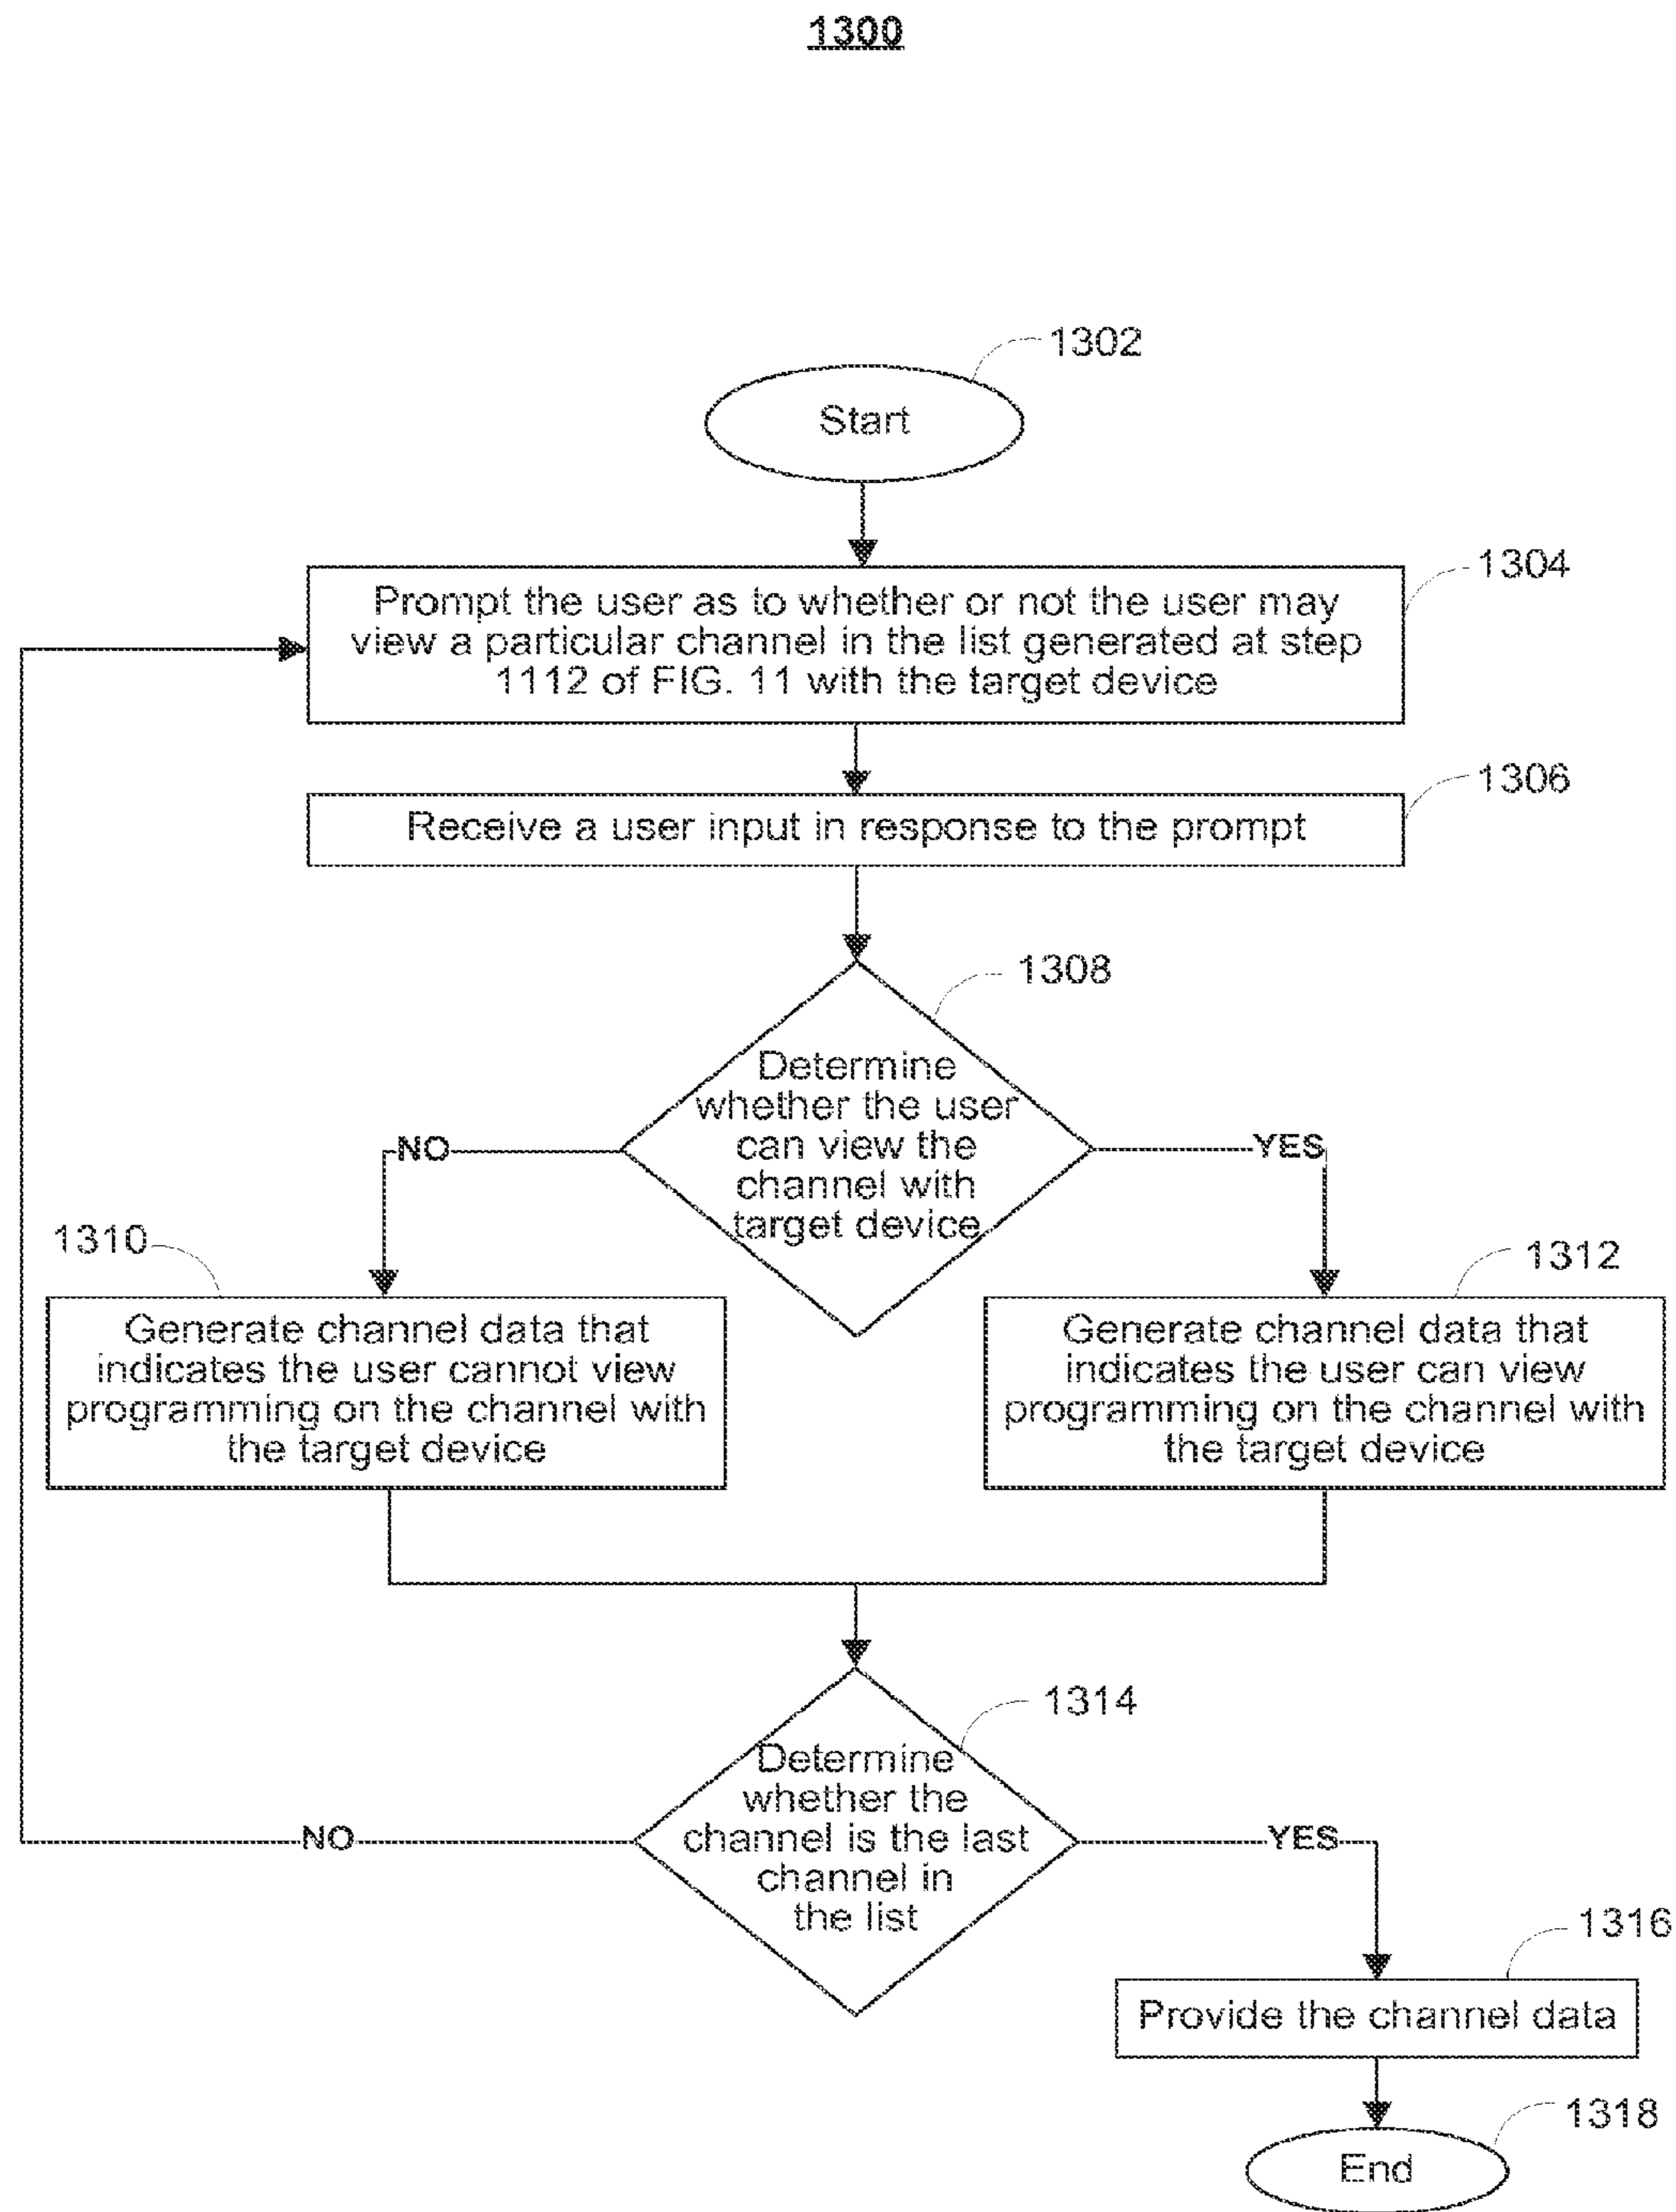 1300
1302
Start
1304
Prompt the user as to whether or not the user may
view a particular channel in the list generated at step
1112 of FIG. 11 with the target device
1306
Receive a user input in response to the prompt
1308
Determine
whether the user
can view the
channel with
target device
NO
YES
1310
1312
Generate channel data that
indicates the user cannot view
programming on the channel with
the target device
Generate channel data that
indicates the user can view
programming on the channel with
the target device
1314
Determine
whether the
channel is the last
channel in
the list
NO
YES
1316
Provide the channel data
1318
End